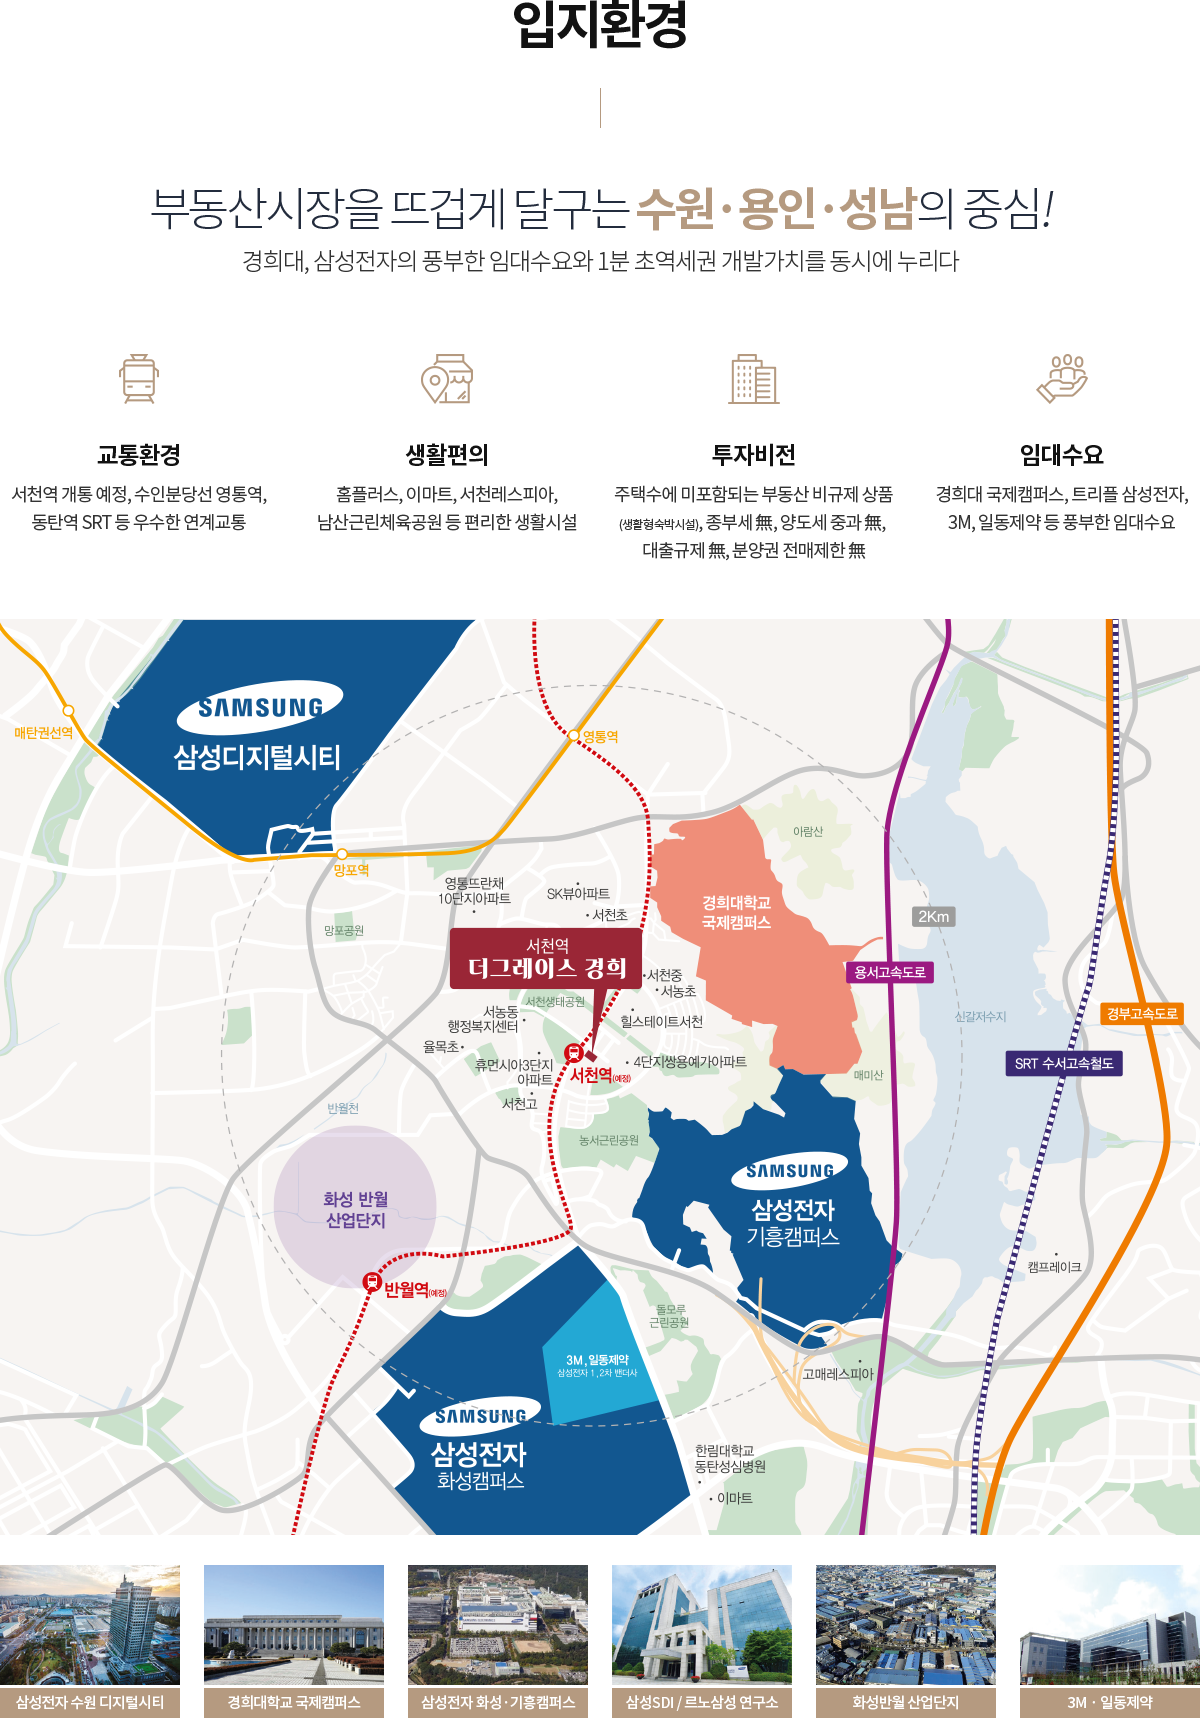 입지환경
부동산시장을 뜨겁게 달구는 수원·용인·성남의 중심!
경희대, 삼성전자의 풍부한 임대수요와 1분 초역세권 개발가치를 동시에 누리다
교통환경
서천역 개통 예정, 수인분당선 영통역,
동탄역 SRT 등 우수한 연계교통
생활편의
홈플러스, 이마트, 서천레스피아,
남산근린체육공원 등 편리한 생활시설
투자비전
주택수에 미포함되는 부동산 비규제 상품
(생활형숙박시설), 종부세 無, 양도세 중과 無,
대출규제 無, 분양권 전매제한 無
임대수요
경희대 국제캠퍼스, 트리플 삼성전자,
3M, 일동제약 등 풍부한 임대수요
SAMSUNG
삼성디지털시티
매탄권선역
영통역
망포역
아람산
영통뜨란채
10단지아파트
SK뷰아파트
서천초
경희대학교
국제캠퍼스
2Km
망포공원
서천역
더그레이스 경희
용서고속도로
서천중
서농초
서천생태공원
서농동
행정복지센터
힐스테이트서천
신갈저수지
경부고속도로
율목초
휴먼시아3단지
아파트
서천역(예정)
4단지쌍용예가아파트
SRT 수서고속철도
매미산
서천고
반월천
농서근린공원
SAMSUNG
삼성전자
기흥캠퍼스
화성 반월
산업단지
캠프레이크
반월역(예정)
돌모루
근린공원
3M, 일동제약
삼성전자 1, 2차 밴더사
고매레스피아
SAMSUNG
삼성전자
화성캠퍼스
한림대학교
동탄성심병원
이마트
삼성전자 수원 디지털시티
경희대학교 국제캠퍼스
삼성전자 화성·기흥캠퍼스
삼성SDI / 르노삼성 연구소
화성반월 산업단지
3M · 일동제약